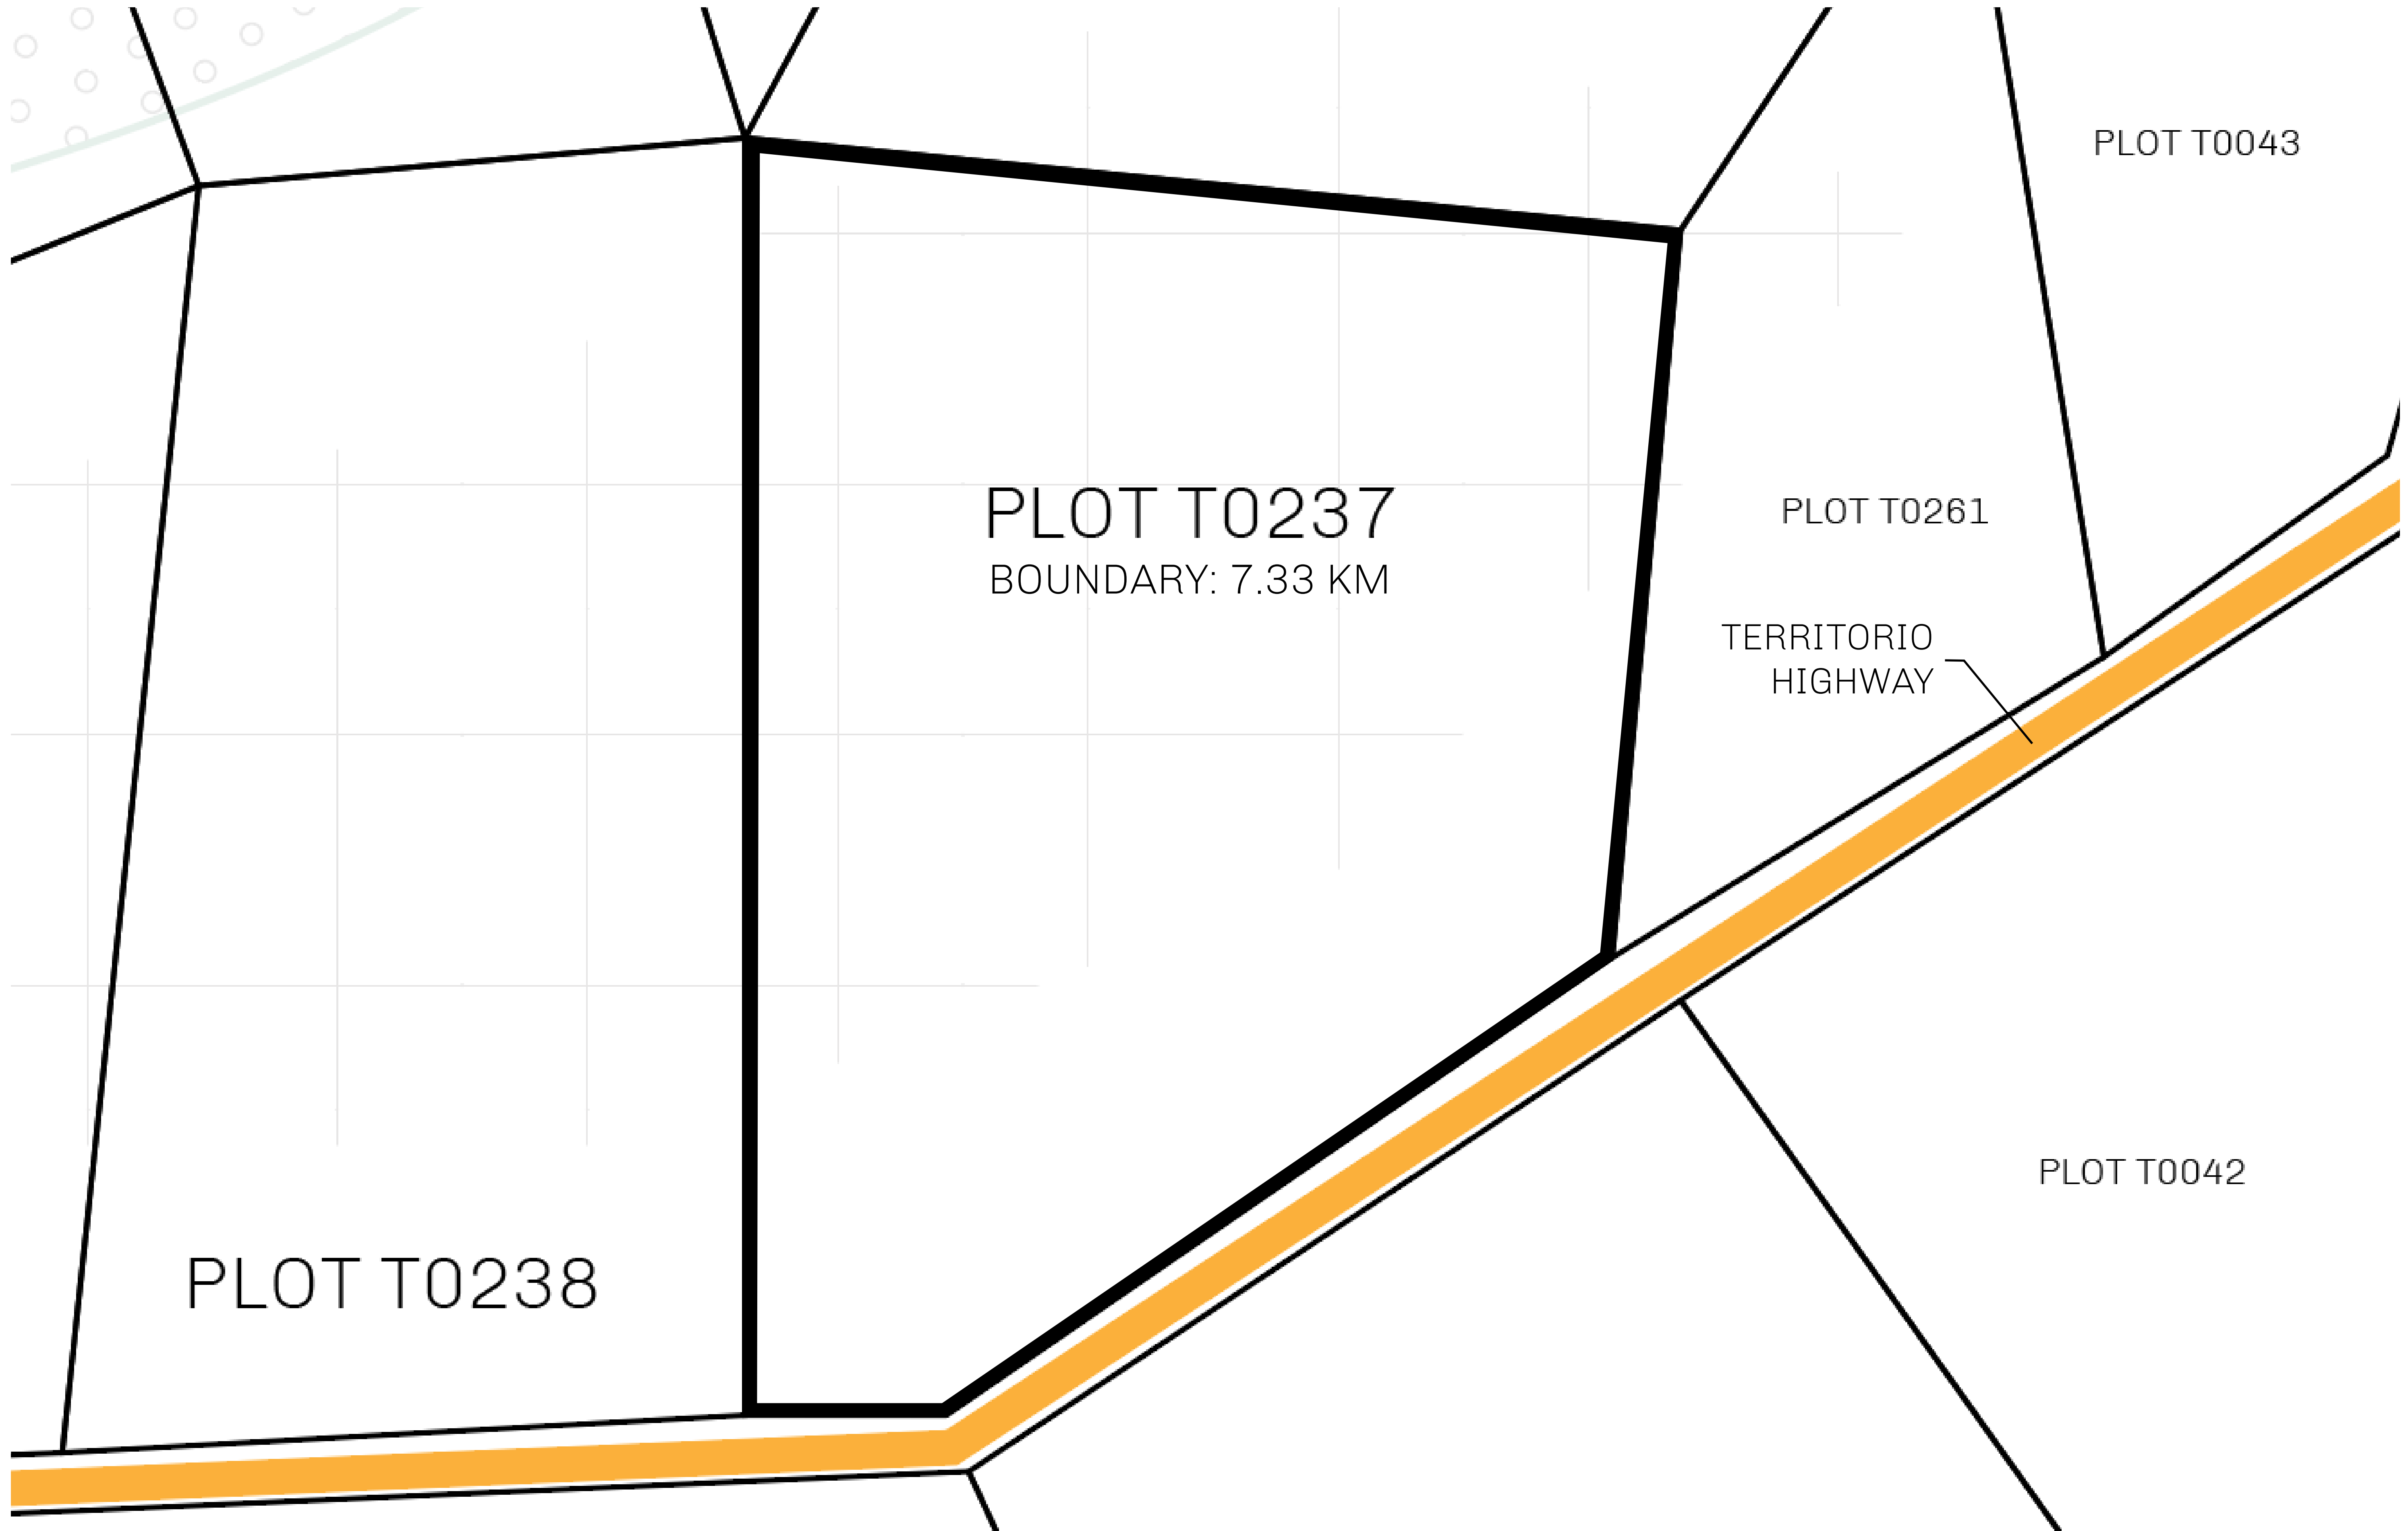 PLOT T0043
PLOT T0237
BOUNDARY: 7.33 KM
PLOT T0261
TERRITORIO
HIGHWAY
PLOT T0042
PLOT T0238